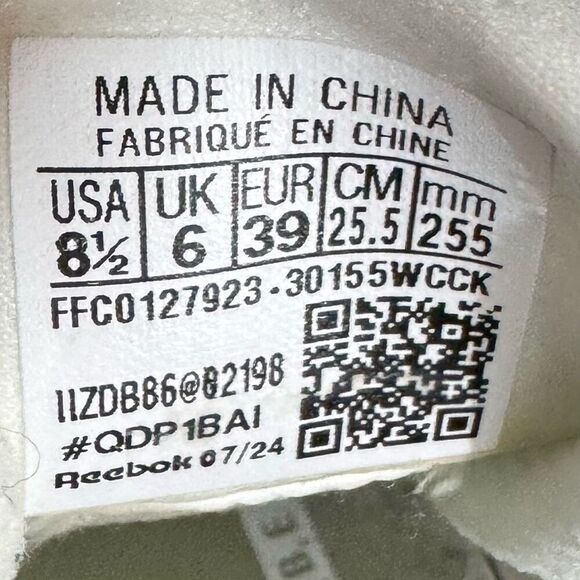 MADE IN CHINA
FABRIQUÉ EN CHINE
USA UK EUR CM mm
8½ 6 39 25.5 255
FFC0127923-30155WCCK
IIZDB86@82198
#QDP1BAI
Reebok 07/24